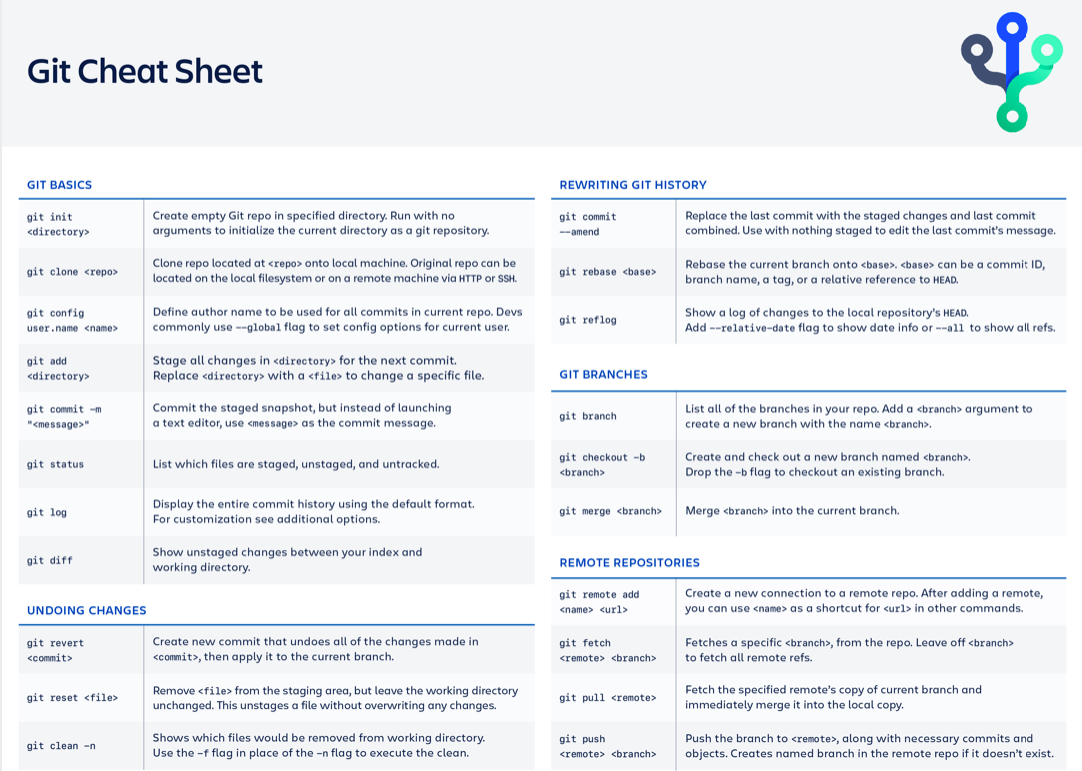 Git Cheat Sheet
GIT BASICS
git init
<directory>
Create empty Git repo in specified directory. Run with no
arguments to initialize the current directory as a git repository.
git clone <repo>
Clone repo located at <repo> onto local machine. Original repo can be
located on the local filesystem or on a remote machine via HTTP or SSH.
git config
user.name <name>
Define author name to be used for all commits in current repo. Devs
commonly use --global flag to set config options for current user.
git add
<directory>
Stage all changes in <directory> for the next commit.
Replace <directory> with a <file> to change a specific file.
git commit -m
"<message>"
Commit the staged snapshot, but instead of launching
a text editor, use <message> as the commit message.
git status
List which files are staged, unstaged, and untracked.
git log
Display the entire commit history using the default format.
For customization see additional options.
git diff
Show unstaged changes between your index and
working directory.
UNDOING CHANGES
git revert
<commit>
Create new commit that undoes all of the changes made in
<commit>, then apply it to the current branch.
git reset <file>
Remove <file> from the staging area, but leave the working directory
unchanged. This unstages a file without overwriting any changes.
git clean -n
Shows which files would be removed from working directory.
Use the -f flag in place of the -n flag to execute the clean.
REWRITING GIT HISTORY
git commit
--amend
Replace the last commit with the staged changes and last commit
combined. Use with nothing staged to edit the last commit's message.
git rebase <base>
Rebase the current branch onto <base>. <base> can be a commit ID,
branch name, a tag, or a relative reference to HEAD.
git reflog
Show a log of changes to the local repository's HEAD.
Add --relative-date flag to show date info or --all to show all refs.
GIT BRANCHES
git branch
List all of the branches in your repo. Add a <branch> argument to
create a new branch with the name <branch>.
git checkout -b
<branch>
Create and check out a new branch named <branch>.
Drop the -b flag to checkout an existing branch.
git merge <branch>
Merge <branch> into the current branch.
REMOTE REPOSITORIES
git remote add
<name> <url>
Create a new connection to a remote repo. After adding a remote,
you can use <name> as a shortcut for <url> in other commands.
git fetch
<remote> <branch>
Fetches a specific <branch>, from the repo. Leave off <branch>
to fetch all remote refs.
git pull <remote>
Fetch the specified remote's copy of current branch and
immediately merge it into the local copy.
git push
<remote> <branch>
Push the branch to <remote>, along with necessary commits and
objects. Creates named branch in the remote repo if it doesn't exist.